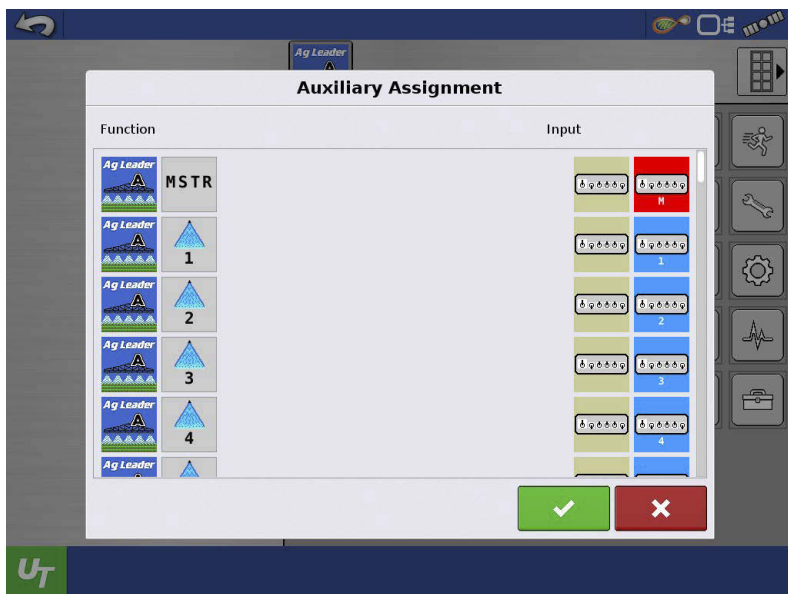 Ag Leader
A
Auxiliary Assignment
Function Input
Ag Leader
A MSTR M
Ag Leader
A 1 1
Ag Leader
A 2 2
Ag Leader
A 3 3
Ag Leader
A 4 4
Ag Leader
UT